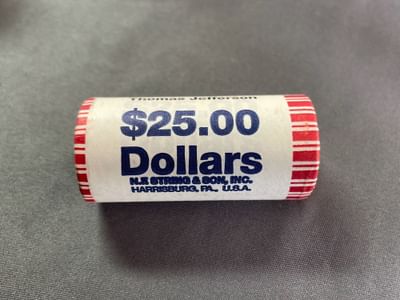 Thomas Jefferson
$25.00
Dollars
N.F. STRING & SON, INC.
HARRISBURG, PA., U.S.A.